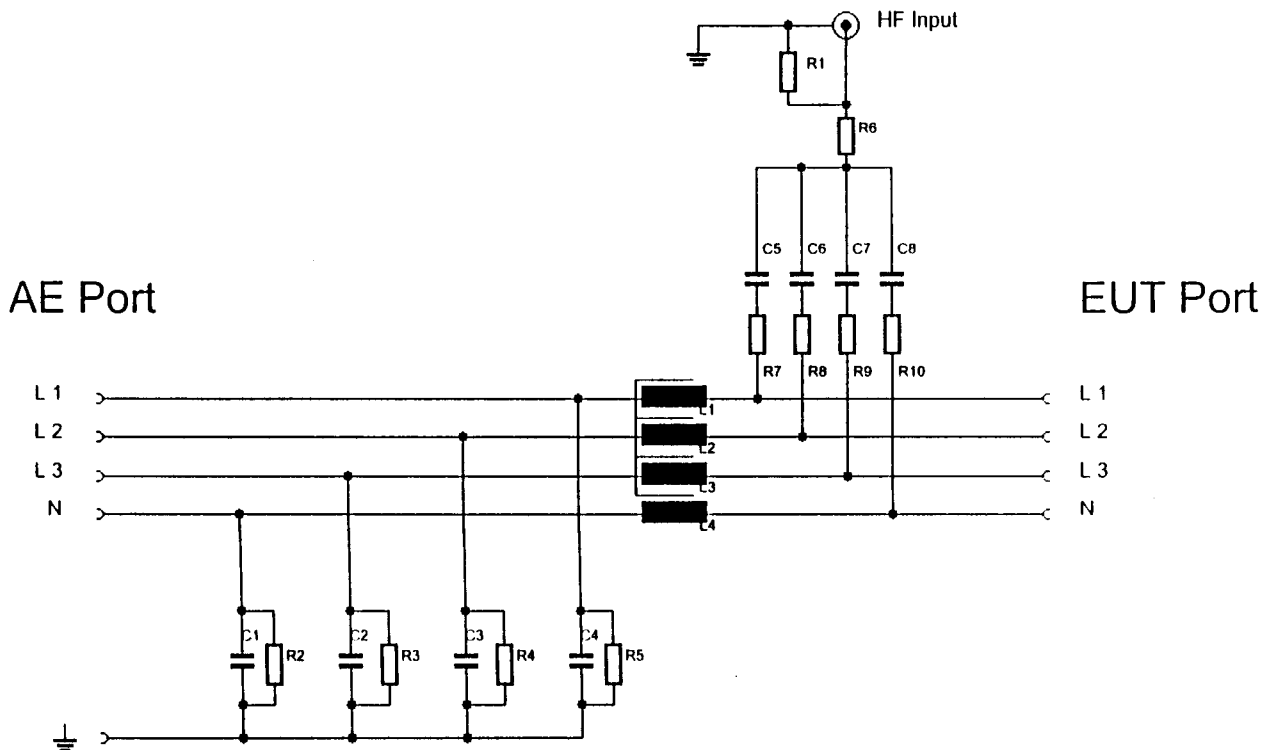 HF Input
R1
R6
C5 C6 C7 C8
AE Port
EUT Port
R7 R8 R9 R10
L 1
L1
L 1
L 2
L2
L 2
L 3
L3
L 3
N
L4
N
C1 R2 C2 R3 C3 R4 C4 R5